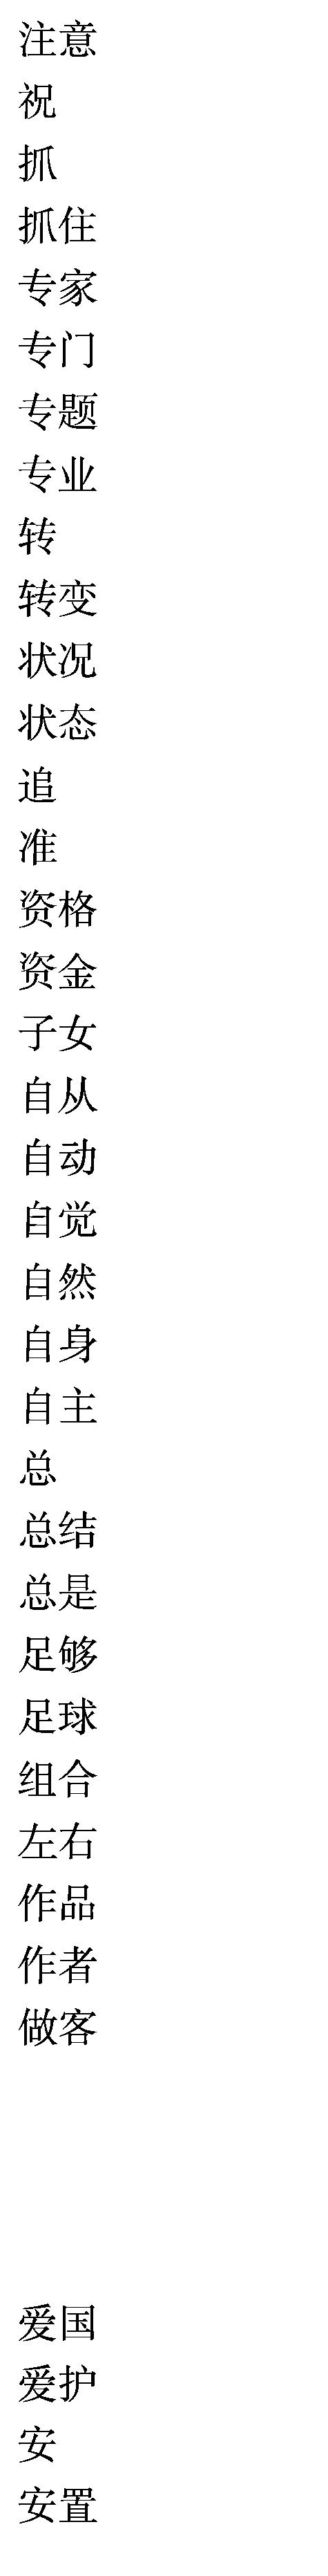 注意
祝
抓
抓住
专家
专门
专题
专业
转
转变
状况
状态
追
准
资格
资金
子女
自从
自动
自觉
自然
自身
自主
总
总结
总是
足够
足球
组合
左右
作品
作者
做客
爱国
爱护
安
安置